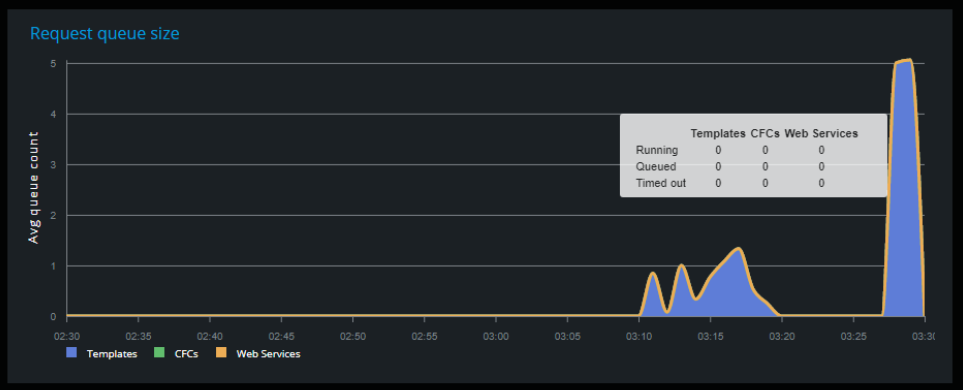 Request queue size
Avg queue count
5
4
3
2
1
0
Templates CFCs Web Services
Running 0 0 0
Queued 0 0 0
Timed out 0 0 0
02:30 02:35 02:40 02:45 02:50 02:55 03:00 03:05 03:10 03:15 03:20 03:25 03:30
Templates CFCs Web Services